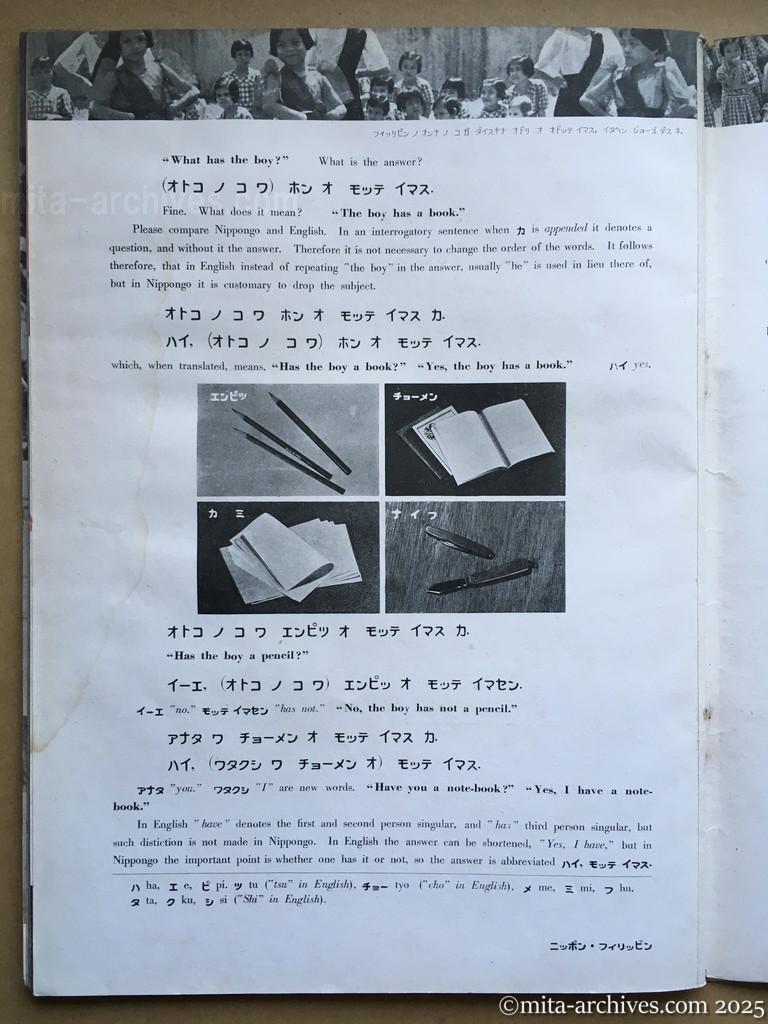 フィリッピン ノ オンナ ノ コ ガ ダイスキナ オドリ オ オドッテ イマス. イタヘン ジョーズ デス ネ.
"What has the boy?" What is the answer?
(オトコ ノ コ ワ) ホン オ モッテ イマス.
mita-archives.com
Fine. What does it mean? "The boy has a book."
Please compare Nippongo and English. In an interrogatory sentence when カ is appended it denotes a
question, and without it the answer. Therefore it is not necessary to change the order of the words. It follows
therefore, that in English instead of repeating "the boy" in the answer, usually "he" is used in lieu there of,
but in Nippongo it is customary to drop the subject.
オトコ ノ コ ワ ホン オ モッテ イマス カ.
ハイ, (オトコ ノ コ ワ) ホン オ モッテ イマス.
which, when translated, means, "Has the boy a book?" "Yes, the boy has a book." ハイ yes.
エンピツ
チョーメン
カミ
ナイフ
オトコ ノ コ ワ エンピツ オ モッテ イマス カ.
"Has the boy a pencil?"
イーエ, (オトコ ノ コ ワ) エンピツ オ モッテ イマセン.
イーエ "no." モッテ イマセン "has not." "No, the boy has not a pencil."
アナタ ワ チョーメン オ モッテ イマス カ.
ハイ, (ワタクシ ワ チョーメン オ) モッテ イマス.
アナタ "you." ワタクシ "I" are new words. "Have you a note-book?" "Yes, I have a note-
book."
In English "have" denotes the first and second person singular, and "has" third person singular, but
such distiction is not made in Nippongo. In English the answer can be shortened, "Yes, I have," but in
Nippongo the important point is whether one has it or not, so the answer is abbreviated ハイ, モッテ イマス.
ハ ha, エ e, ピ pi. ツ tu ("tsu" in English), チョー tyo ("cho" in English), メ me, ミ mi, フ hu.
タ ta, ク ku, シ si ("Shi" in English).
ニッポン・フィリッピン
©mita-archives.com 2025